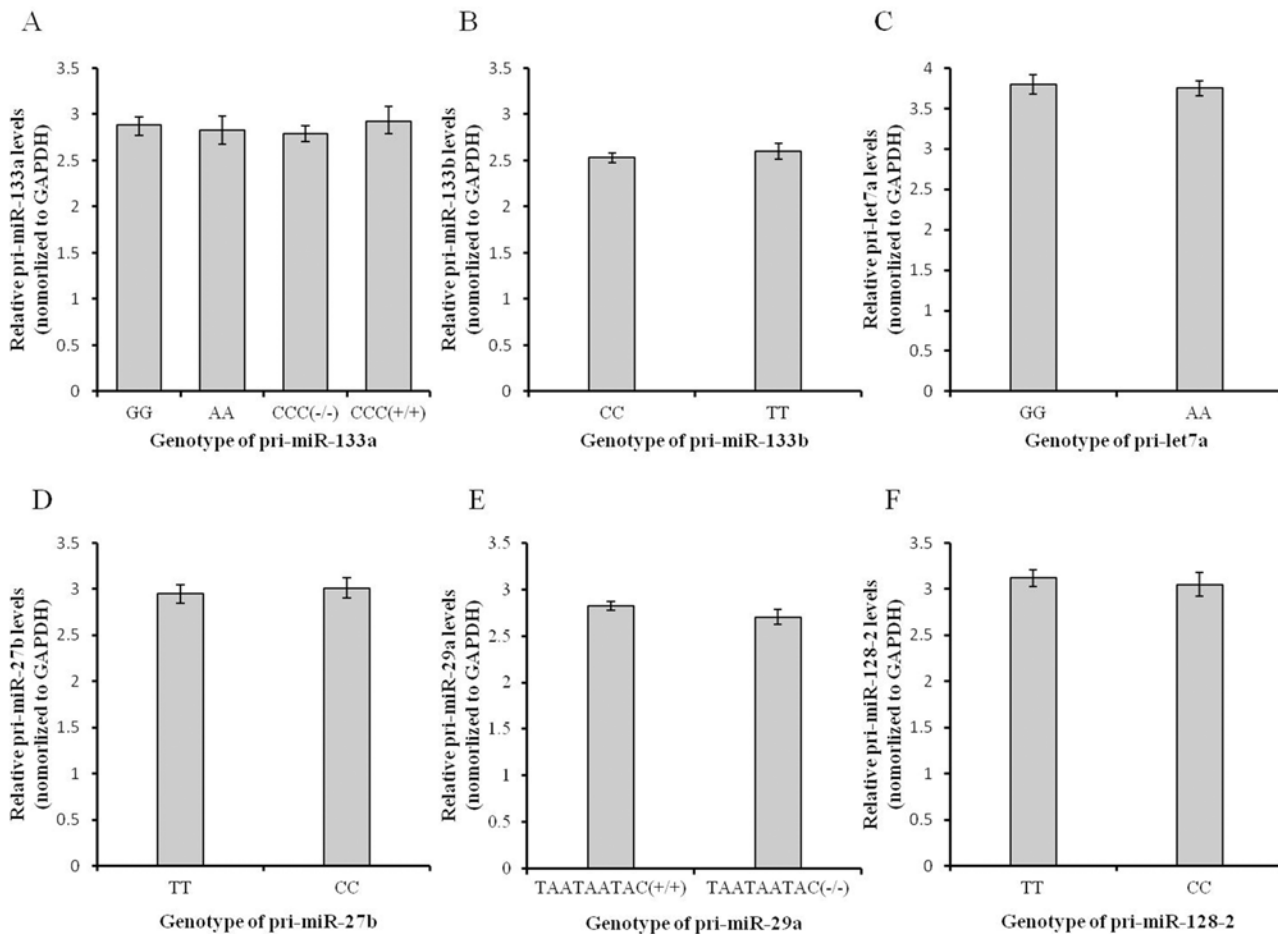 A
Relative pri-miR-133a levels
(nomorlized to GAPDH)
3.5
3
2.5
2
1.5
1
0.5
0
GG AA CCC(-/-) CCC(+/+)
Genotype of pri-miR-133a
B
Relative pri-miR-133b levels
(nomorlized to GAPDH)
3.5
3
2.5
2
1.5
1
0.5
0
CC TT
Genotype of pri-miR-133b
C
Relative pri-let7a levels
(nomorlized to GAPDH)
4
3.5
3
2.5
2
1.5
1
0.5
0
GG AA
Genotype of pri-let7a
D
Relative pri-miR-27b levels
(nomorlized to GAPDH)
3.5
3
2.5
2
1.5
1
0.5
0
TT CC
Genotype of pri-miR-27b
E
Relative pri-miR-29a levels
(nomorlized to GAPDH)
3.5
3
2.5
2
1.5
1
0.5
0
TAATAATAC(+/+) TAATAATAC(-/-)
Genotype of pri-miR-29a
F
Relative pri-miR-128-2 levels
(nomorlized to GAPDH)
3.5
3
2.5
2
1.5
1
0.5
0
TT CC
Genotype of pri-miR-128-2